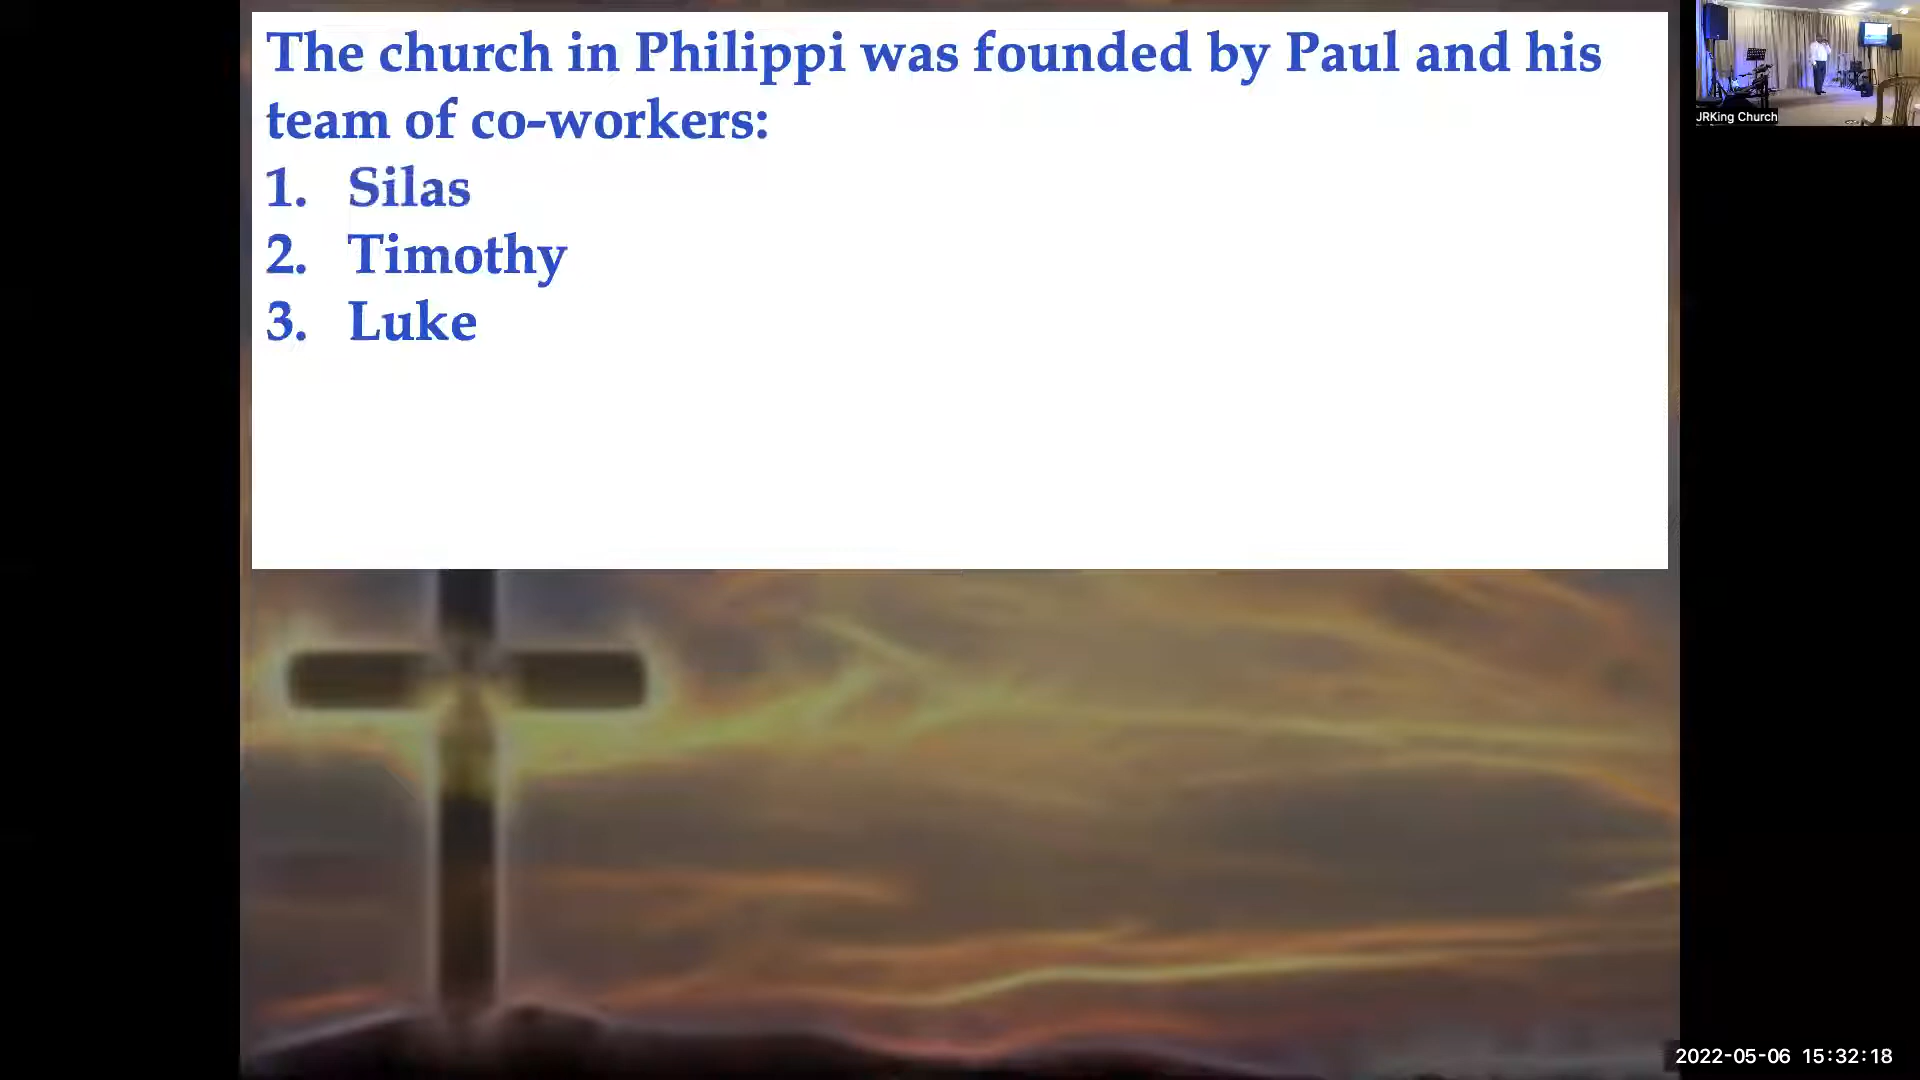 The church in Philippi was founded by Paul and his
team of co-workers:
1. Silas
2. Timothy
3. Luke
JRKing Church
2022-05-06 15:32:18